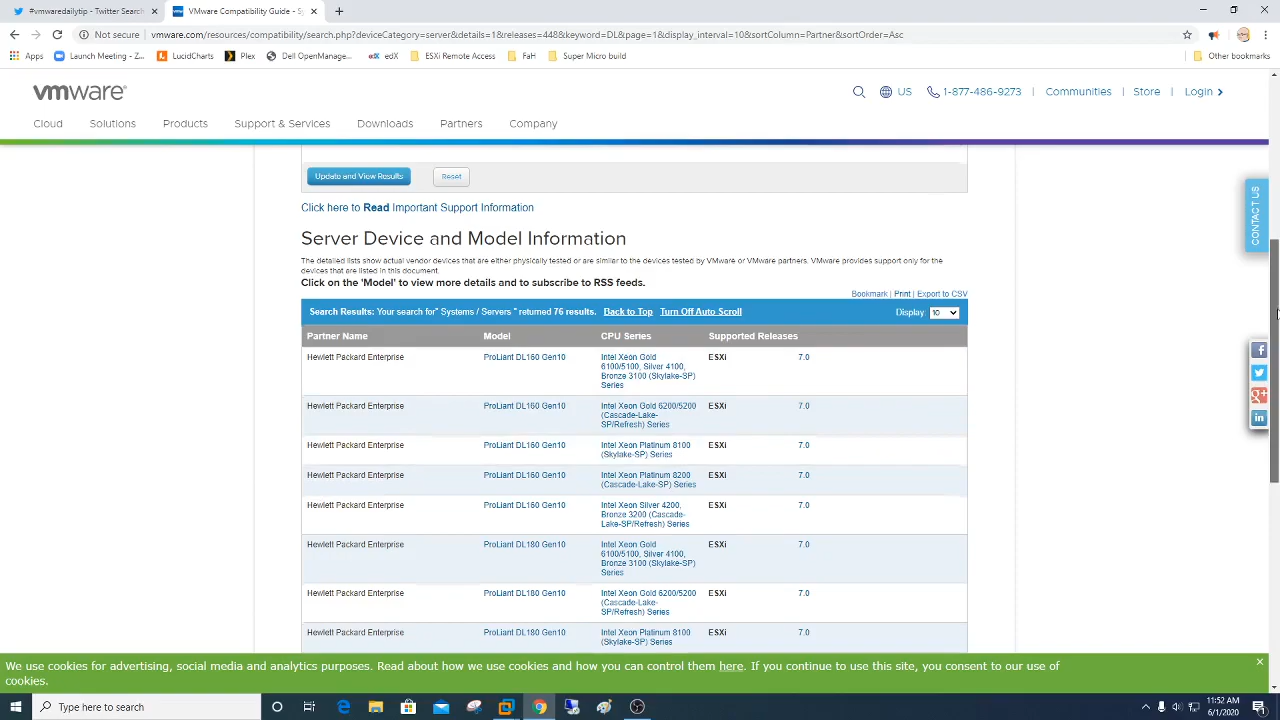 #vmwaredailytip - Twitter Search
VMware Compatibility Guide - Sy
Not secure
vmware.com/resources/compatibility/search.php?deviceCategory=server&details=1&releases=448&keyword=DL&page=1&display_interval=10&sortColumn=Partner&sortOrder=Asc
Apps
Launch Meeting - Z...
LucidCharts
Plex
Dell OpenManage...
edX
edX
ESXi Remote Access
FaH
Super Micro build
Other bookmarks
vmware
US
1-877-486-9273
Communities
Store
Login
Cloud
Solutions
Products
Support & Services
Downloads
Partners
Company
Update and View Results
Reset
Click here to Read Important Support Information
Server Device and Model Information
The detailed lists show actual vendor devices that are either physically tested or are similar to the devices tested by VMware or VMware partners. VMware provides support only for the
devices that are listed in this document.
Click on the 'Model' to view more details and to subscribe to RSS feeds.
Bookmark | Print | Export to CSV
Search Results: Your search for" Systems / Servers " returned 76 results. Back to Top Turn Off Auto Scroll
Display: 10
Partner Name Model CPU Series Supported Releases
Hewlett Packard Enterprise ProLiant DL160 Gen10 Intel Xeon Gold ESXi 7.0
6100/5100, Silver 4100,
Bronze 3100 (Skylake-SP)
Series
Hewlett Packard Enterprise ProLiant DL160 Gen10 Intel Xeon Gold 6200/5200 ESXi 7.0
(Cascade-Lake-
SP/Refresh) Series
Hewlett Packard Enterprise ProLiant DL160 Gen10 Intel Xeon Platinum 8100 ESXi 7.0
(Skylake-SP) Series
Hewlett Packard Enterprise ProLiant DL160 Gen10 Intel Xeon Platinum 8200 ESXi 7.0
(Cascade-Lake-SP) Series
Hewlett Packard Enterprise ProLiant DL160 Gen10 Intel Xeon Silver 4200, ESXi 7.0
Bronze 3200 (Cascade-
Lake-SP/Refresh) Series
Hewlett Packard Enterprise ProLiant DL180 Gen10 Intel Xeon Gold ESXi 7.0
6100/5100, Silver 4100,
Bronze 3100 (Skylake-SP)
Series
Hewlett Packard Enterprise ProLiant DL180 Gen10 Intel Xeon Gold 6200/5200 ESXi 7.0
(Cascade-Lake-
SP/Refresh) Series
Hewlett Packard Enterprise ProLiant DL180 Gen10 Intel Xeon Platinum 8100 ESXi 7.0
(Skylake-SP) Series
CONTACT US
We use cookies for advertising, social media and analytics purposes. Read about how we use cookies and how you can control them here. If you continue to use this site, you consent to our use of
cookies.
Type here to search
11:52 AM
6/1/2020